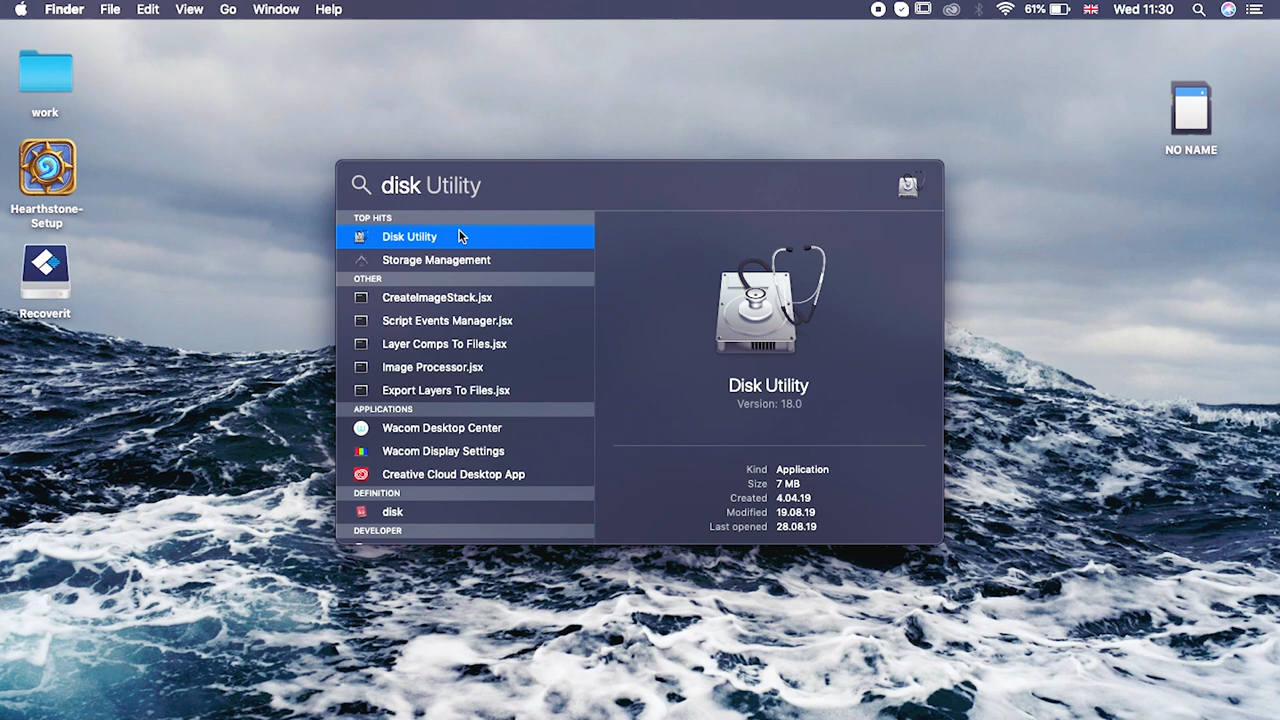 Finder File Edit View Go Window Help 61% Wed 11:30
work
Hearthstone-
Setup
Recoverit
NO NAME
disk Utility
TOP HITS
Disk Utility
Storage Management
OTHER
CreateImageStack.jsx
Script Events Manager.jsx
Layer Comps To Files.jsx
Image Processor.jsx
Export Layers To Files.jsx
APPLICATIONS
Wacom Desktop Center
Wacom Display Settings
Creative Cloud Desktop App
DEFINITION
disk
DEVELOPER
Disk Utility
Version: 18.0
Kind Application
Size 7 MB
Created 4.04.19
Modified 19.08.19
Last opened 28.08.19